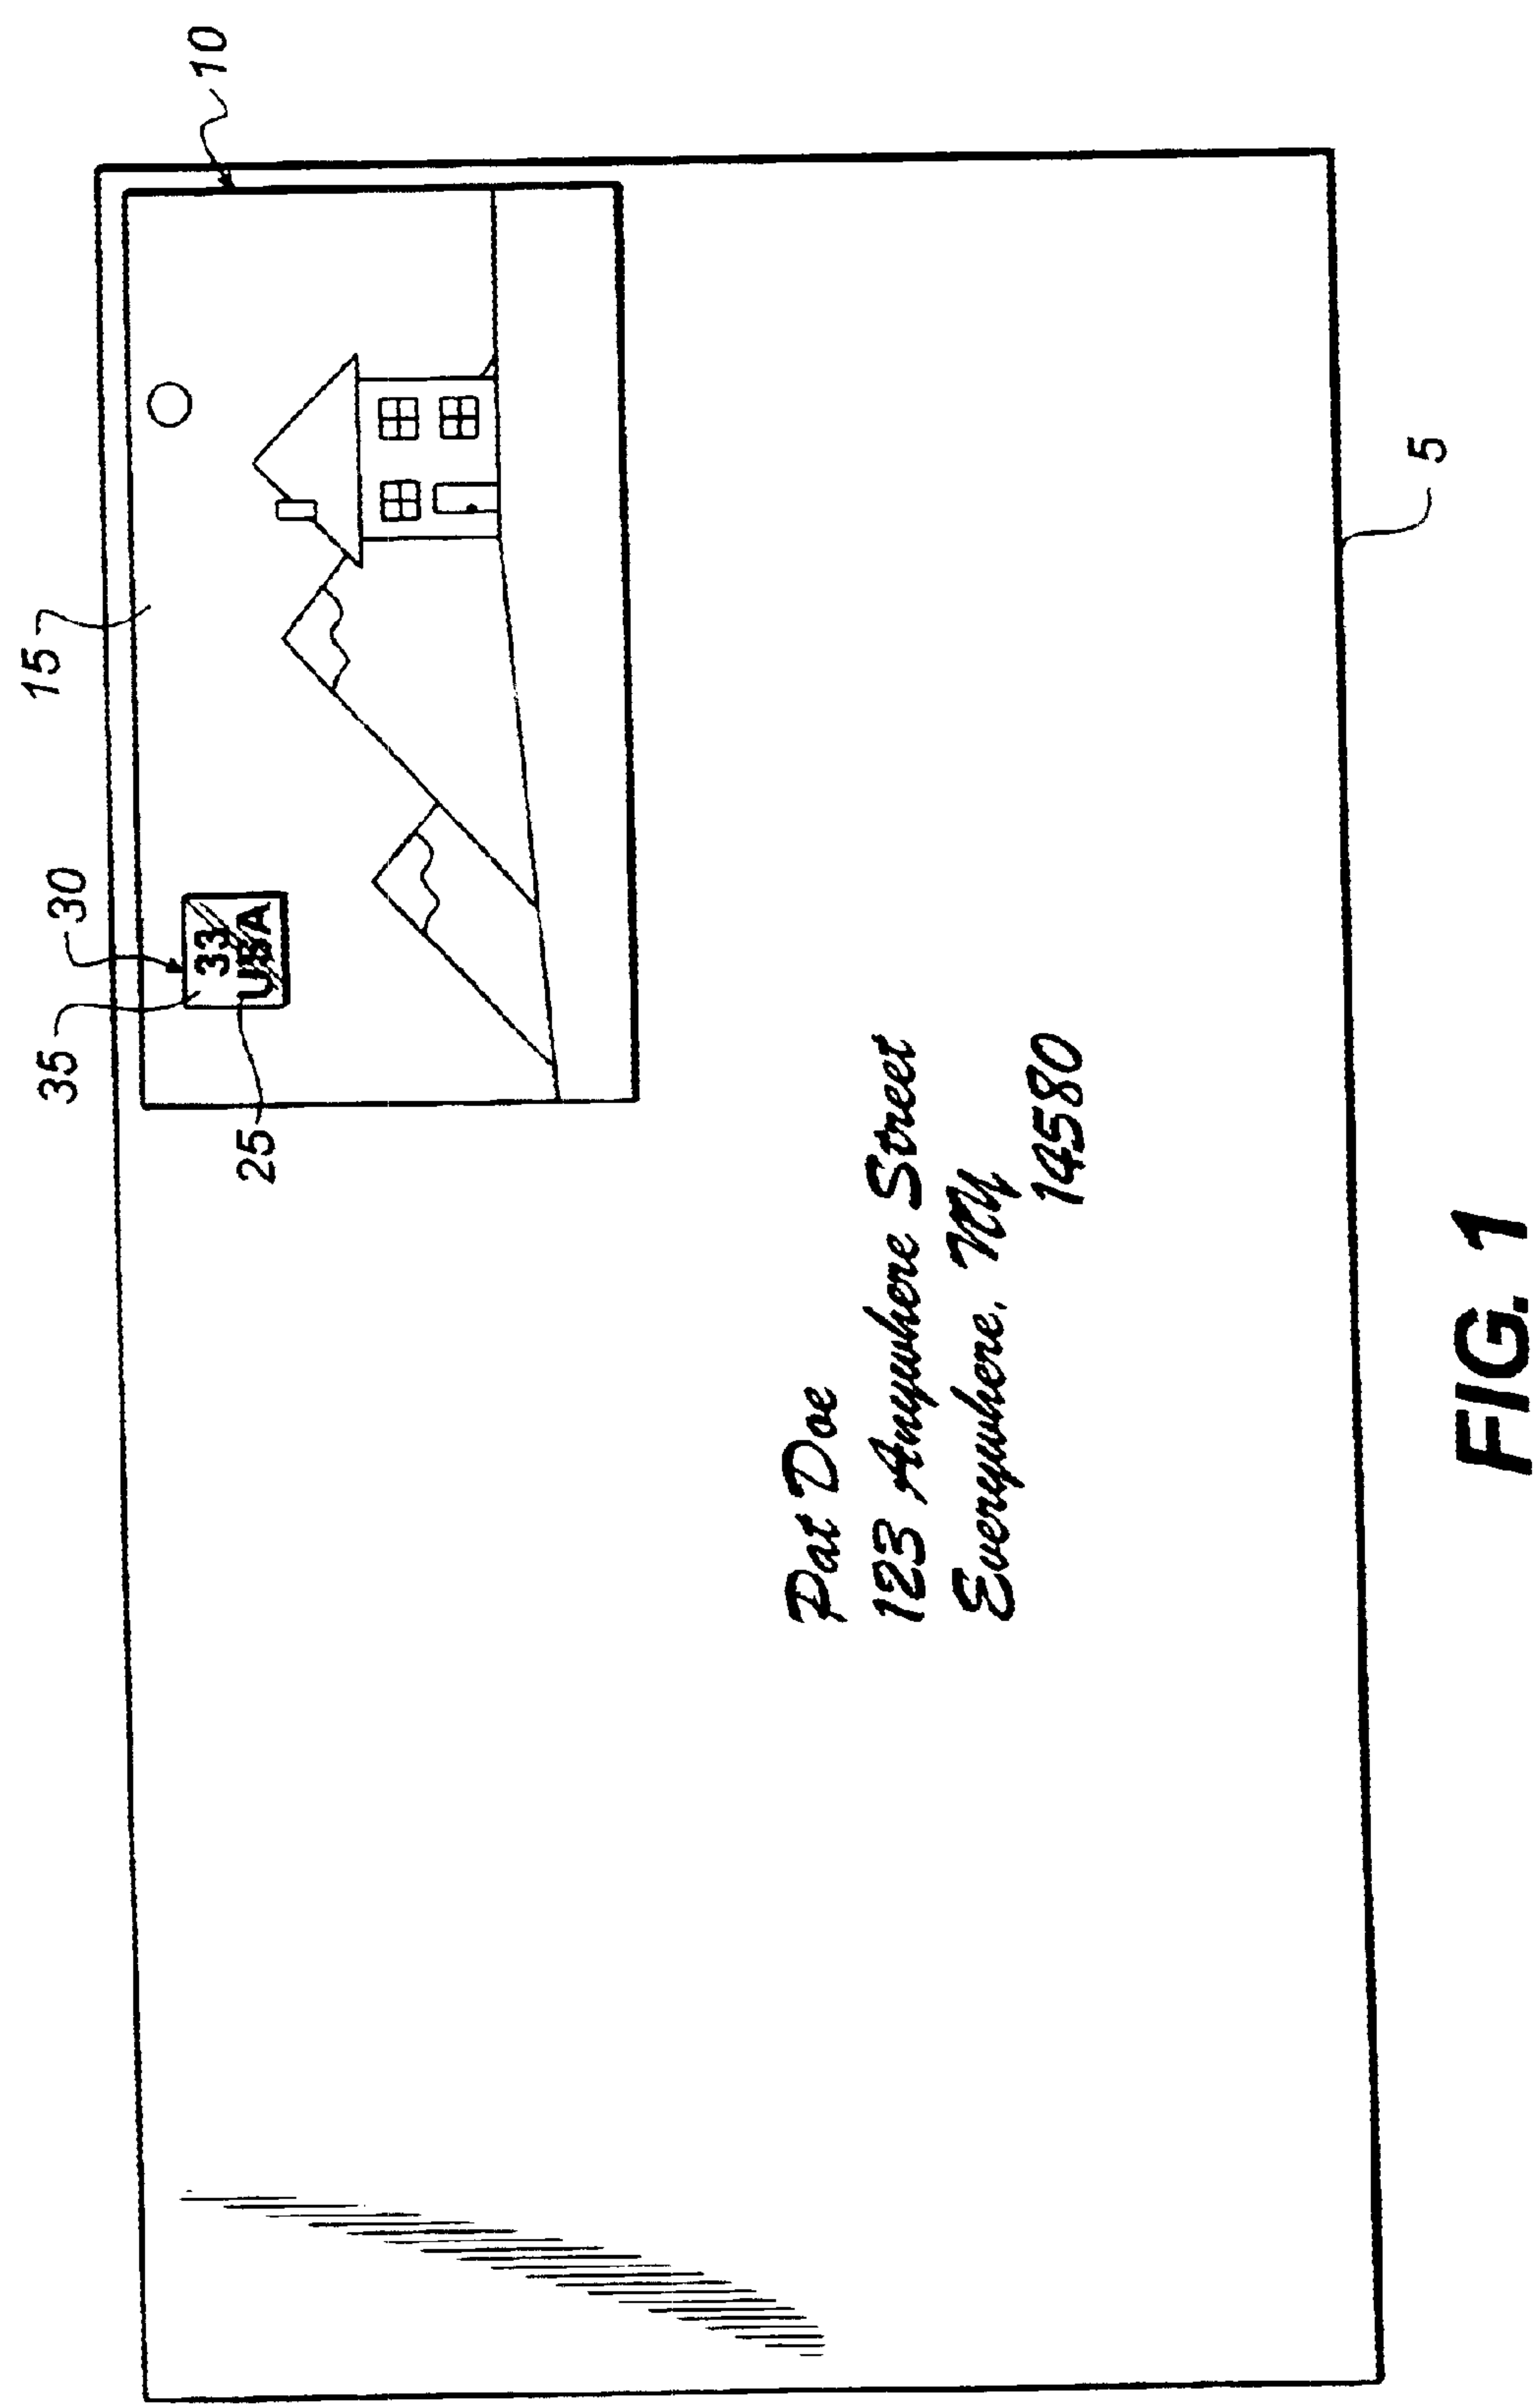 10
15
30
35
33
USA
25
5
Pat Doe
123 Anywhere Street
Everywhere, NY
14580
FIG. 1